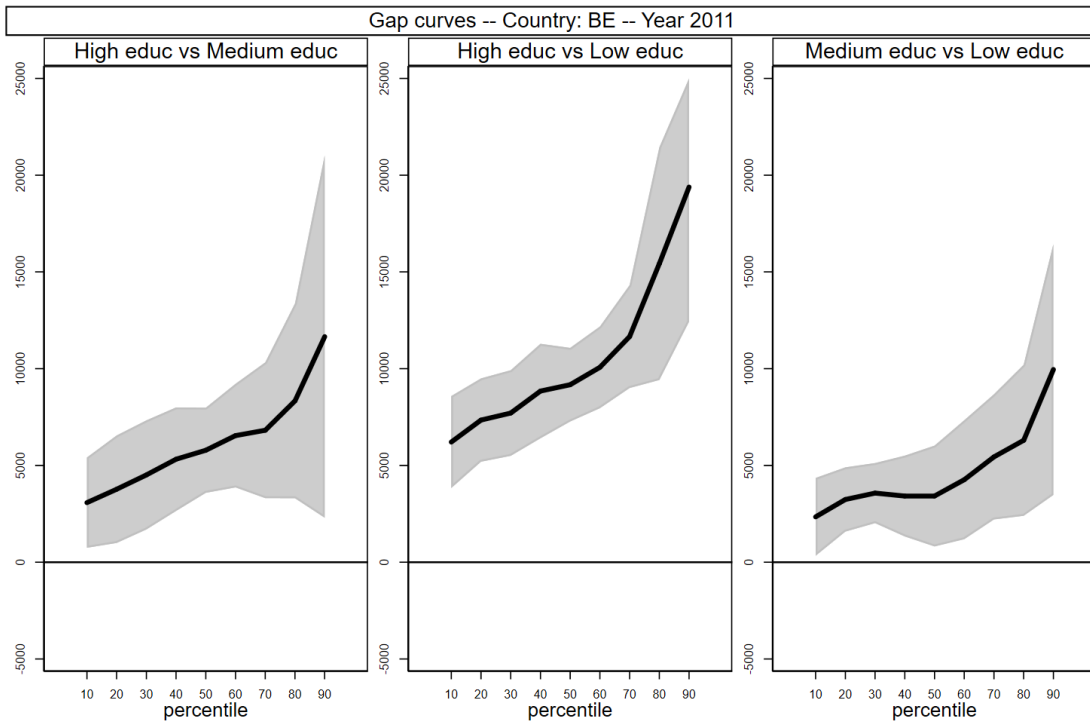 Gap curves -- Country: BE -- Year 2011
High educ vs Medium educ
25000
20000
15000
10000
5000
0
-5000
10 20 30 40 50 60 70 80 90
percentile
High educ vs Low educ
25000
20000
15000
10000
5000
0
-5000
10 20 30 40 50 60 70 80 90
percentile
Medium educ vs Low educ
25000
20000
15000
10000
5000
0
-5000
10 20 30 40 50 60 70 80 90
percentile